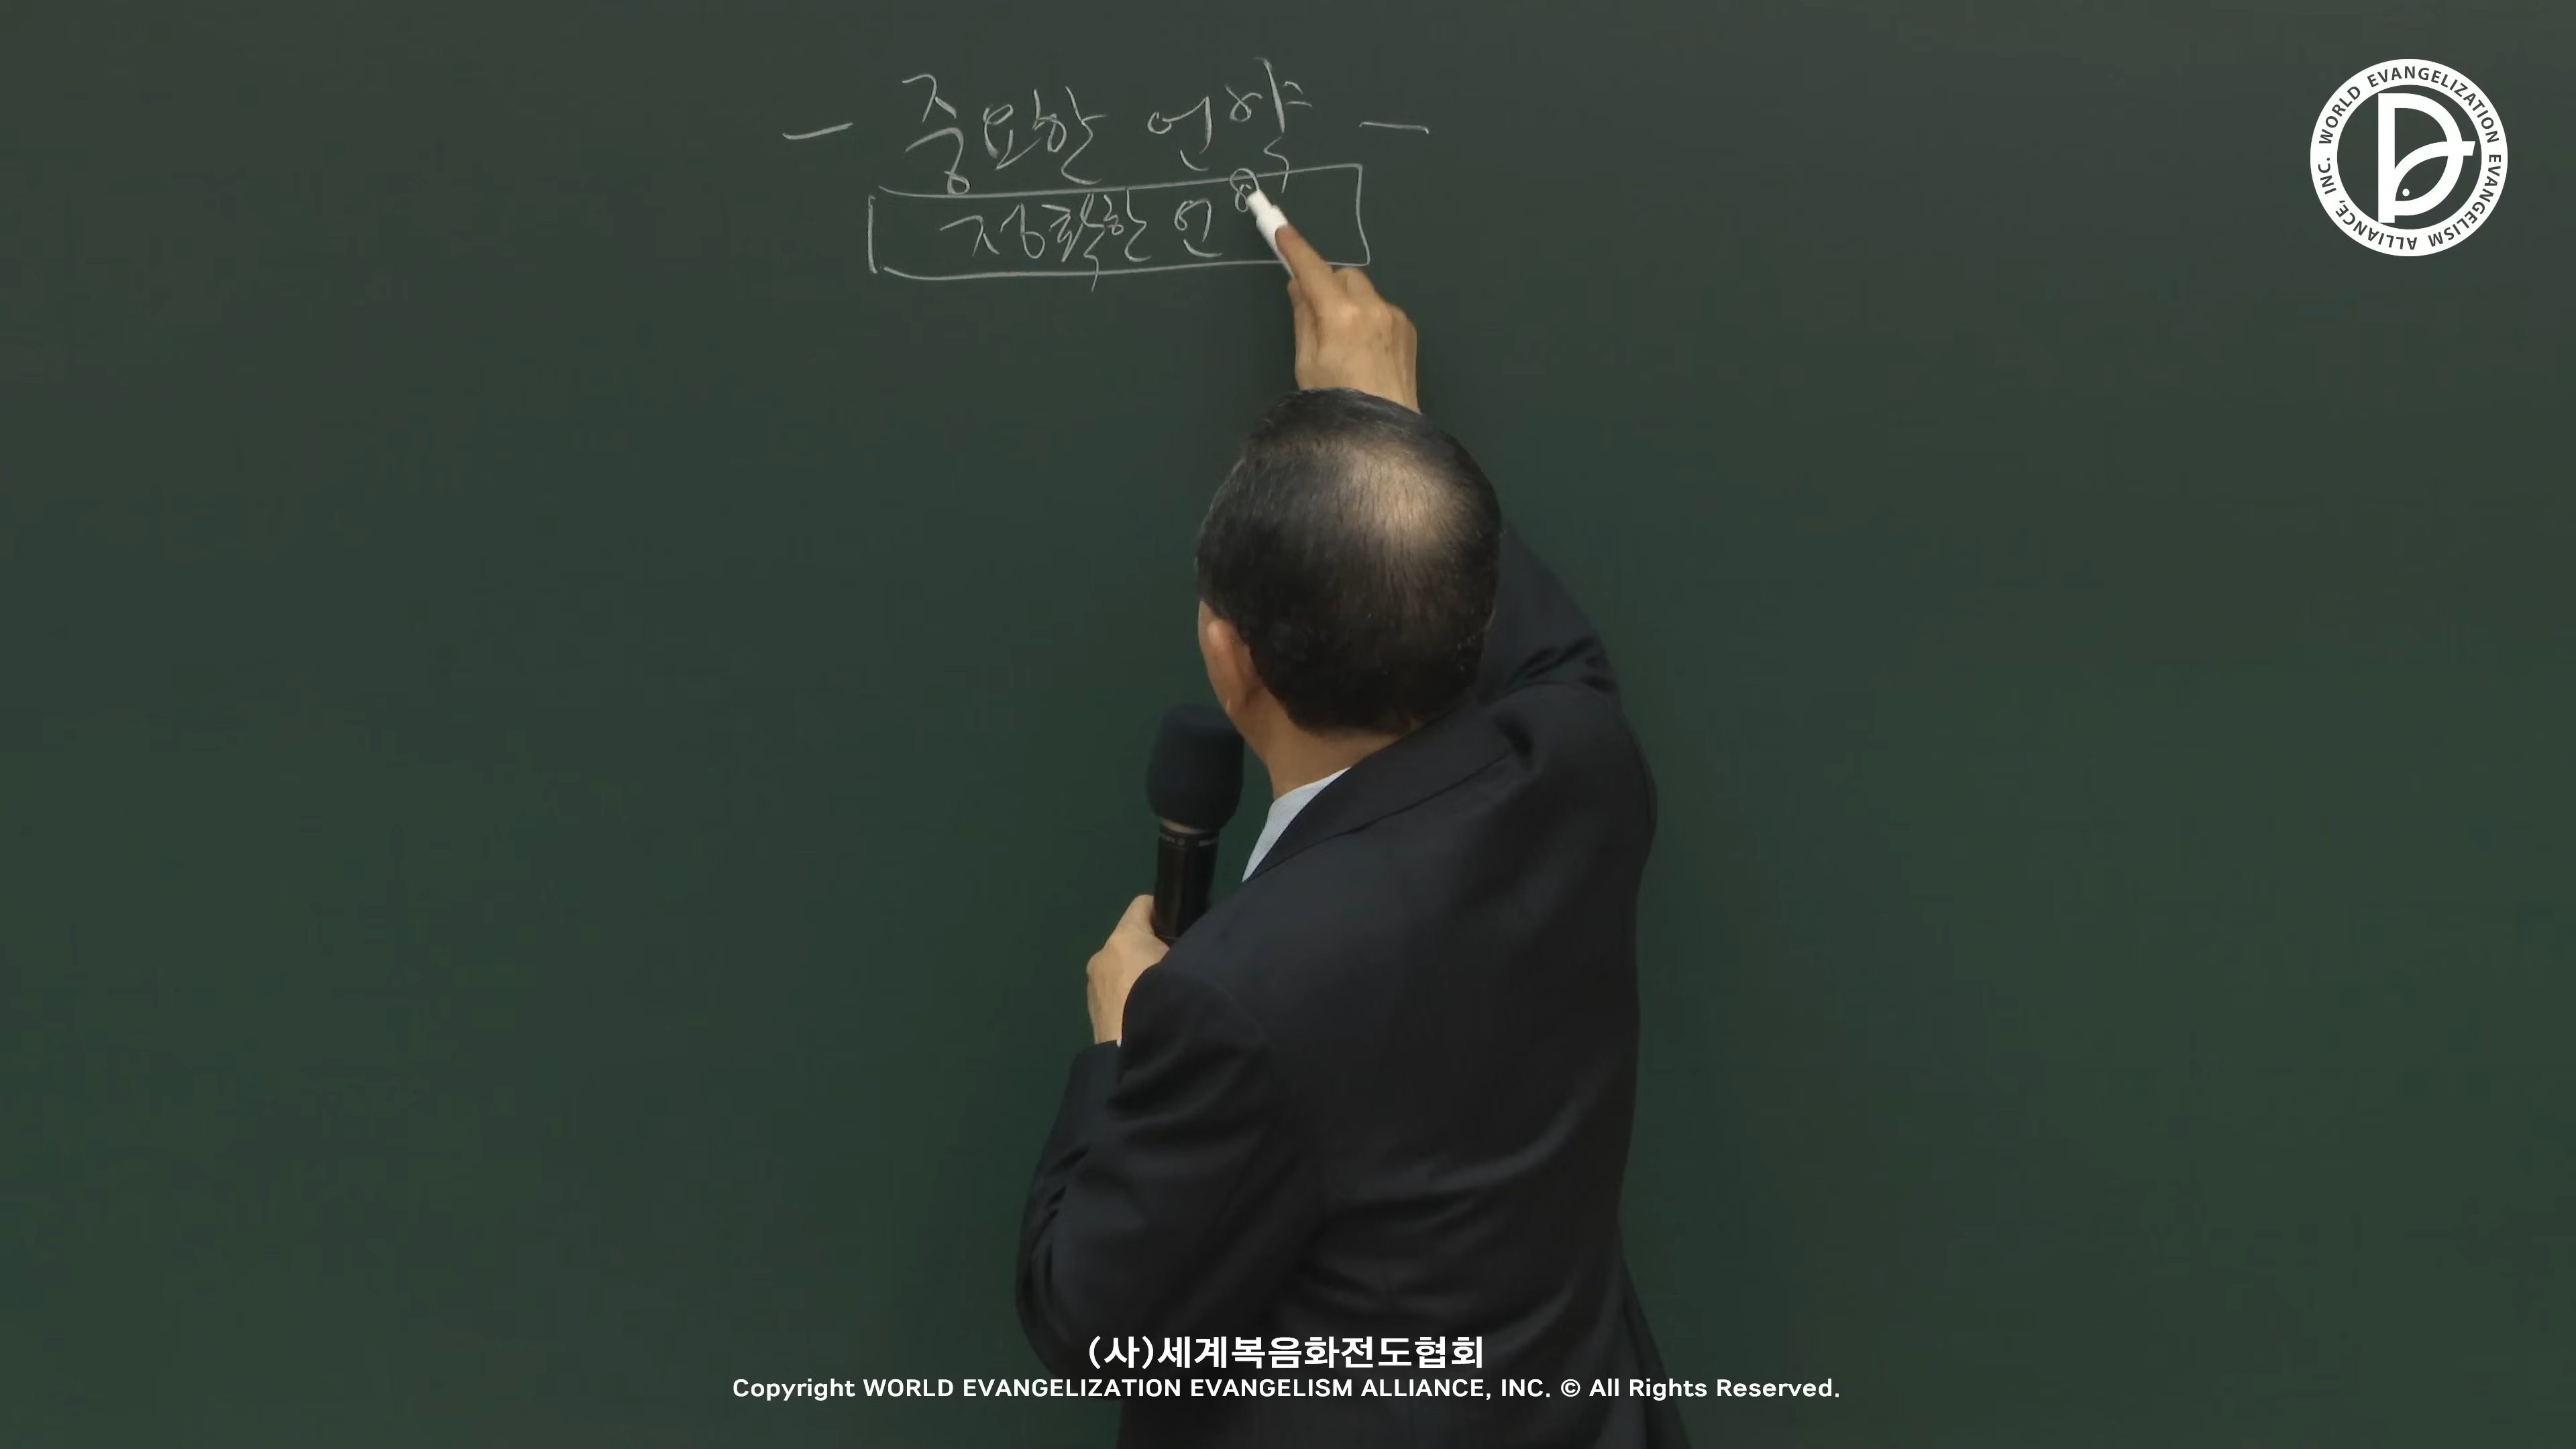 — 중요한 언약 —
정확한 언
WORLD EVANGELIZATION EVANGELISM ALLIANCE, INC.
(사)세계복음화전도협회
Copyright WORLD EVANGELIZATION EVANGELISM ALLIANCE, INC. © All Rights Reserved.